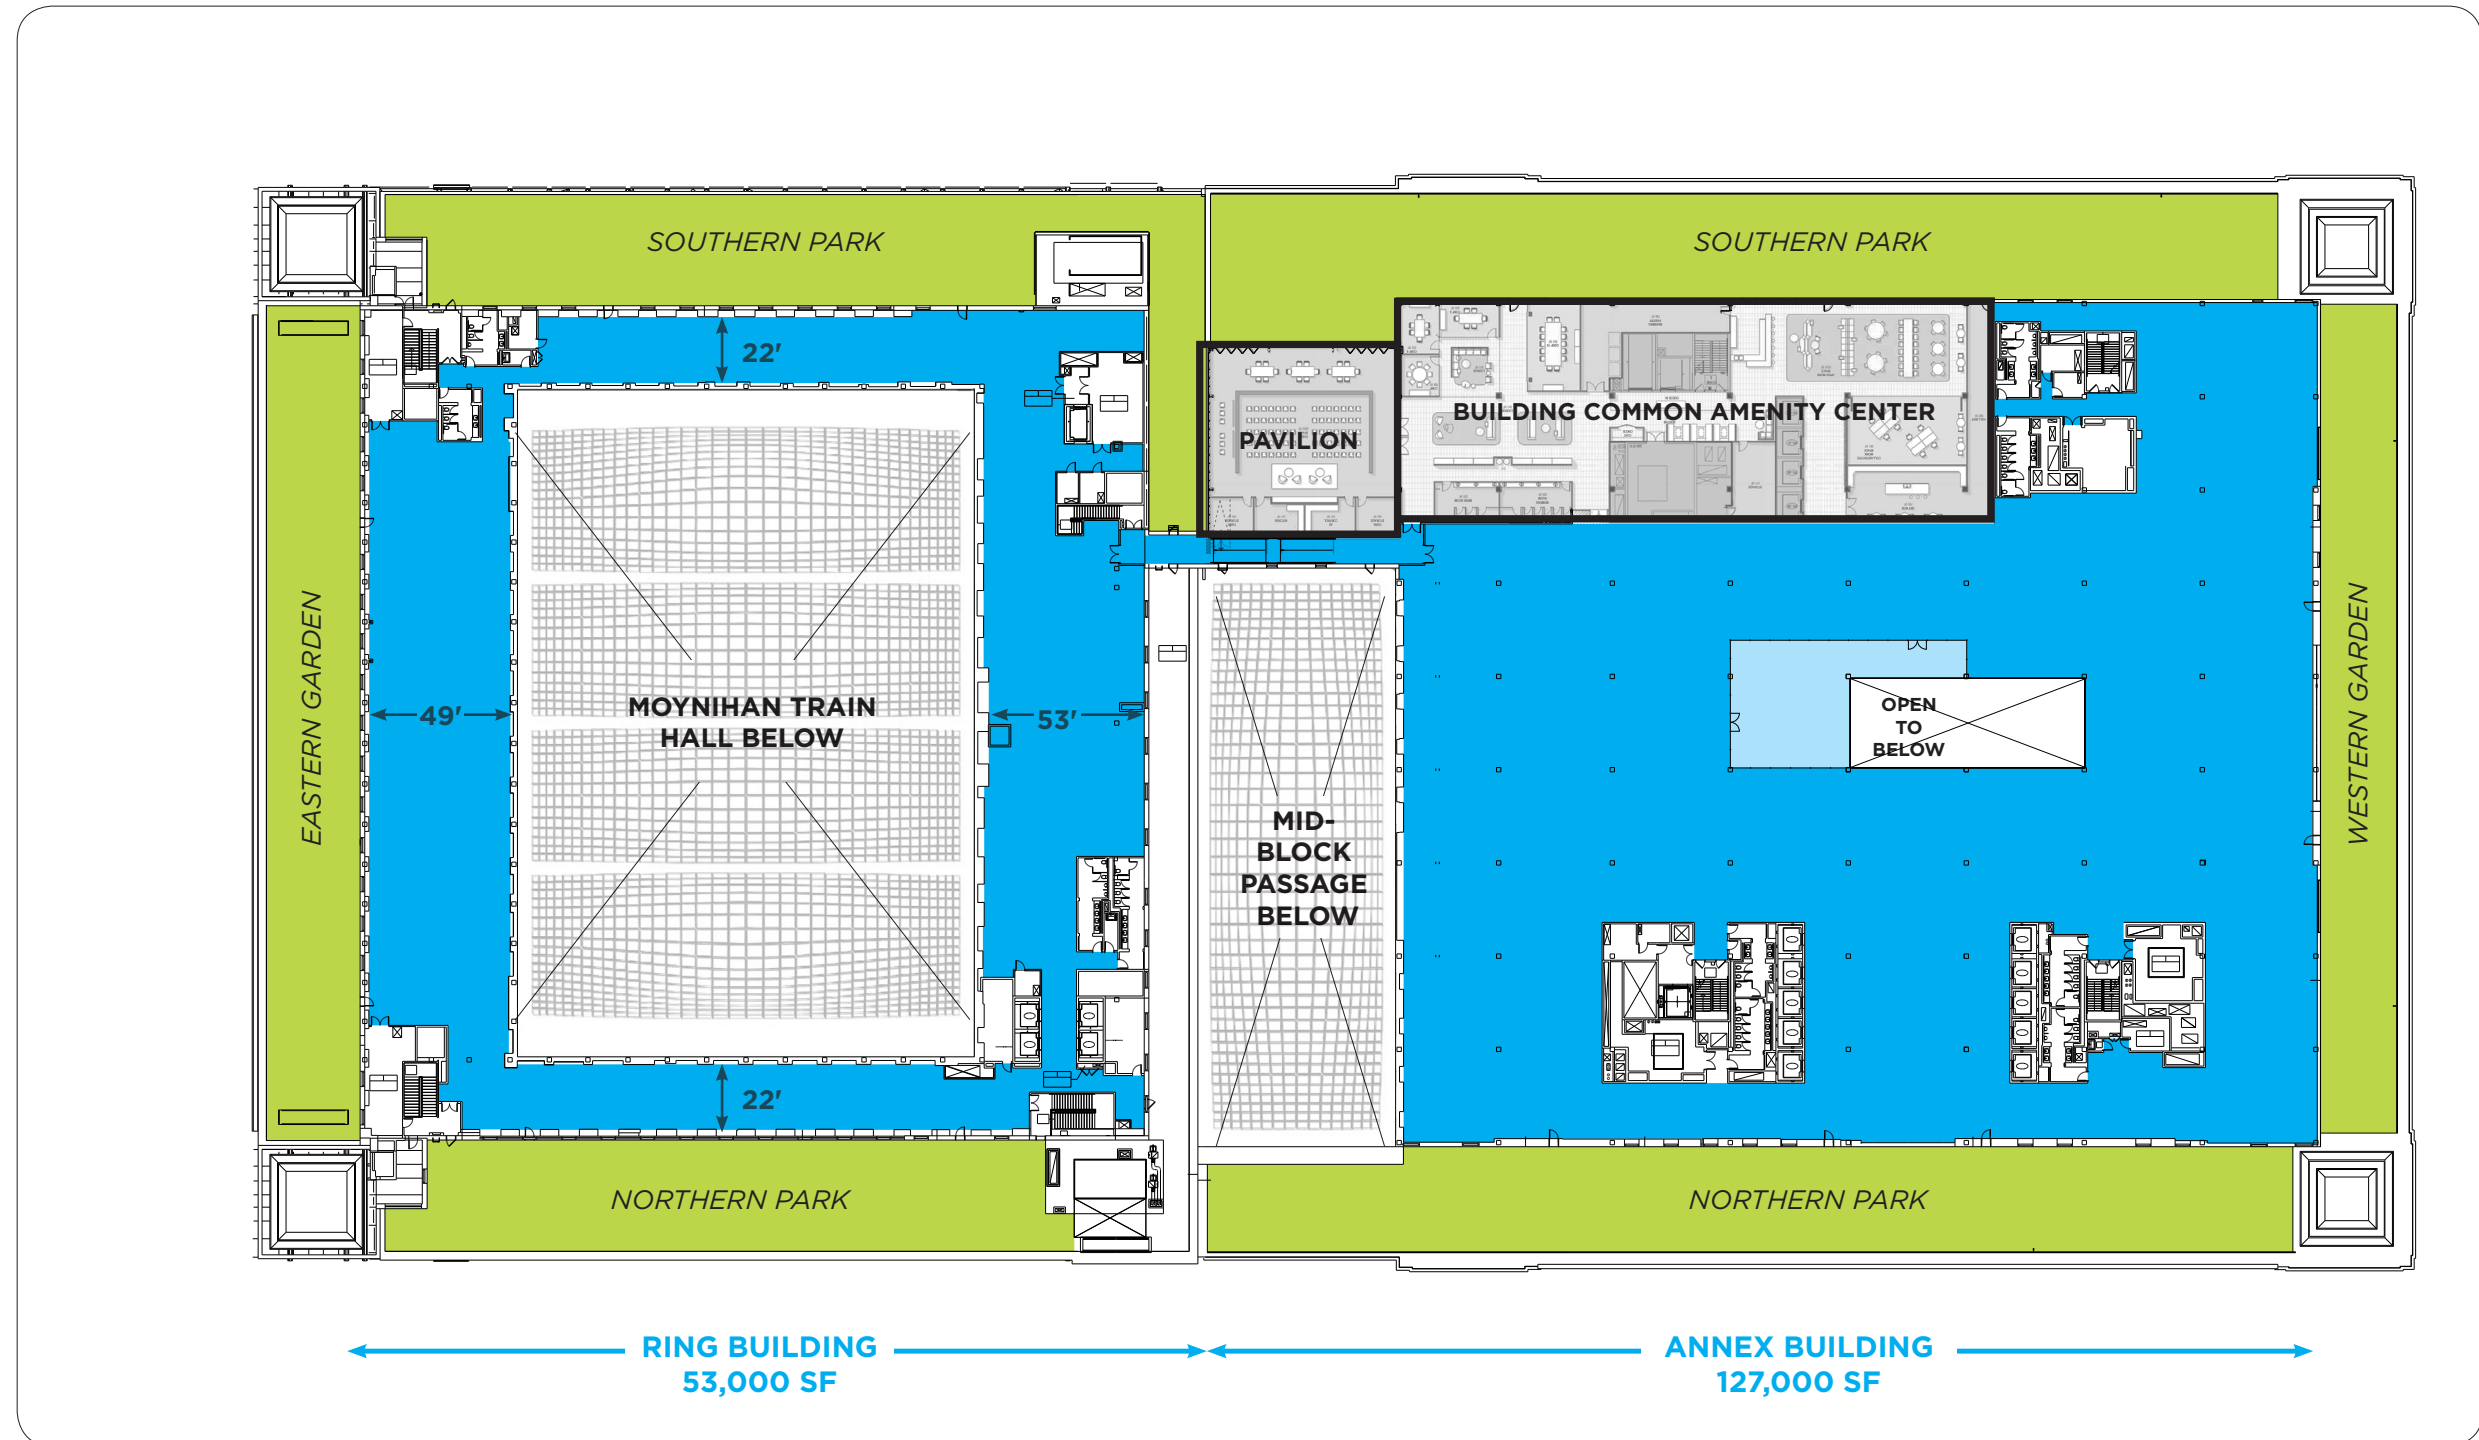 SOUTHERN PARK
SOUTHERN PARK
22'
BUILDING COMMON AMENITY CENTER
PAVILION
EASTERN GARDEN
49'
MOYNIHAN TRAIN
HALL BELOW
53'
OPEN
TO
BELOW
WESTERN GARDEN
MID-
BLOCK
PASSAGE
BELOW
22'
NORTHERN PARK
NORTHERN PARK
RING BUILDING
53,000 SF
ANNEX BUILDING
127,000 SF